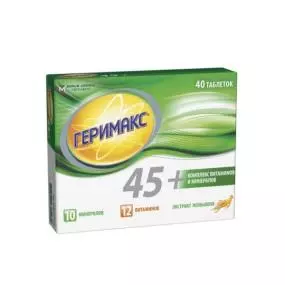 40 ТАБЛЕТОК
ГЕРИМАКС
45+
КОМПЛЕКС ВИТАМИНОВ
И МИНЕРАЛОВ
10 МИНЕРАЛОВ
12 ВИТАМИНОВ
ЭКСТРАКТ ЖЕНЬШЕНЯ